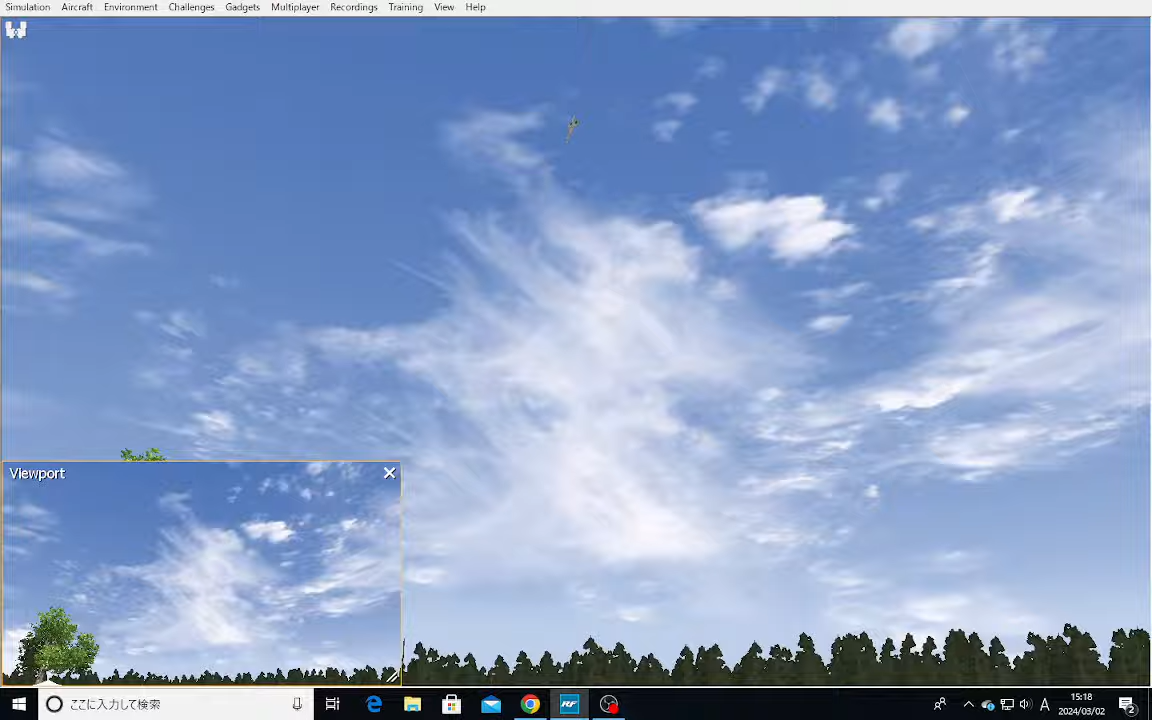 Simulation Aircraft Environment Challenges Gadgets Multiplayer Recordings Training View Help
Viewport
ここに入力して検索
RF
A
15:18
2024/03/02
2